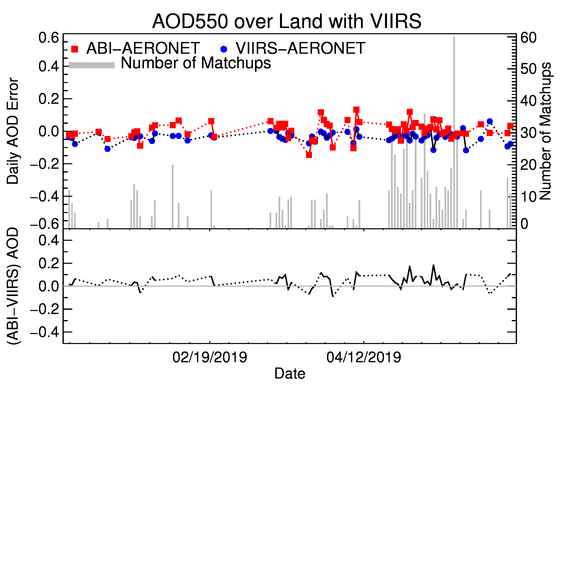 AOD550 over Land with VIIRS
ABI−AERONET VIIRS−AERONET
Number of Matchups
Daily AOD Error
0.6
0.4
0.2
0.0
−0.2
−0.4
−0.6
60
50
40
30
20
10
0
Number of Matchups
(ABI−VIIRS) AOD
0.4
0.2
0.0
−0.2
−0.4
02/19/2019 04/12/2019
Date